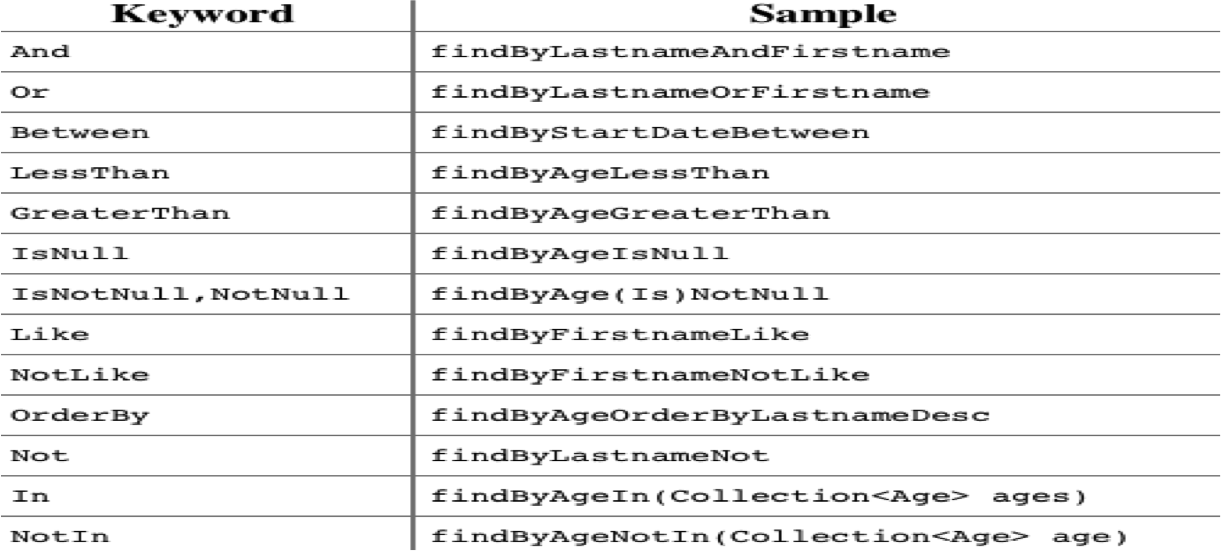 Keyword Sample
And findByLastnameAndFirstname
Or findByLastnameOrFirstname
Between findByStartDateBetween
LessThan findByAgeLessThan
GreaterThan findByAgeGreaterThan
IsNull findByAgeIsNull
IsNotNull,NotNull findByAge(Is)NotNull
Like findByFirstnameLike
NotLike findByFirstnameNotLike
OrderBy findByAgeOrderByLastnameDesc
Not findByLastnameNot
In findByAgeIn(Collection<Age> ages)
NotIn findByAgeNotIn(Collection<Age> age)